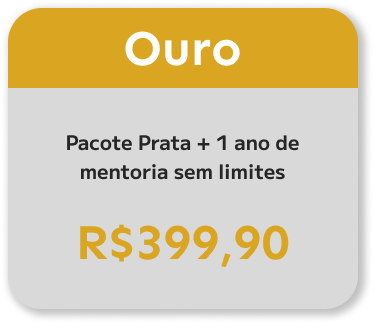 Ouro
Pacote Prata + 1 ano de
mentoria sem limites
R$399,90